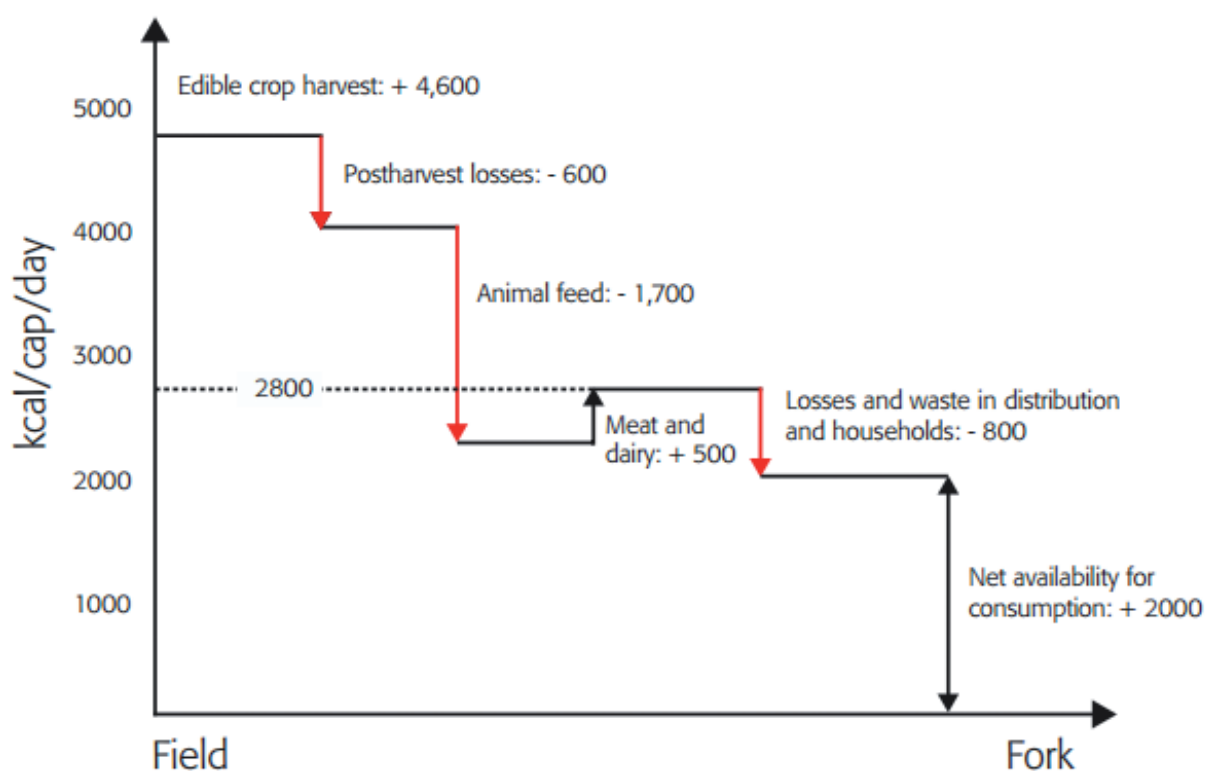 Edible crop harvest: + 4,600
5000
Postharvest losses: - 600
4000
Animal feed: - 1,700
3000
2800
Losses and waste in distribution
and households: - 800
Meat and
dairy: + 500
2000
Net availability for
consumption: + 2000
1000
kcal/cap/day
Field
Fork